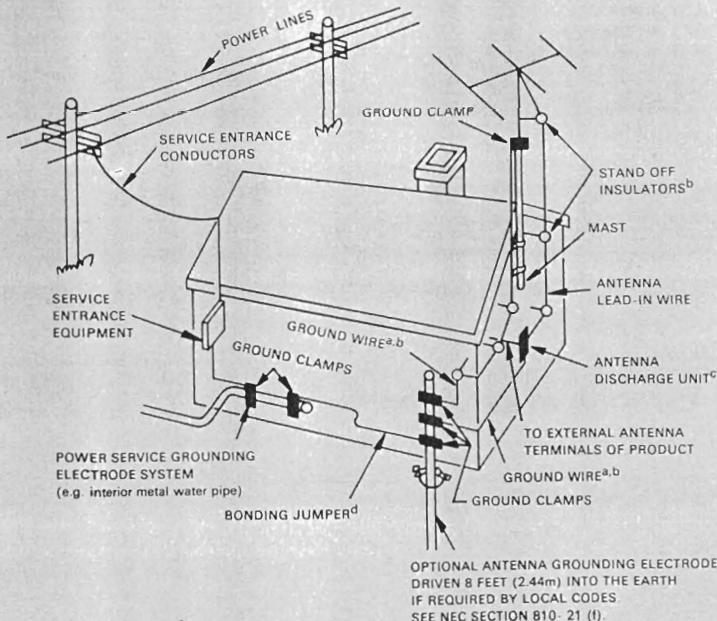 POWER LINES
GROUND CLAMP
SERVICE ENTRANCE
CONDUCTORS
STAND OFF
INSULATORSᵇ
MAST
SERVICE
ENTRANCE
EQUIPMENT
ANTENNA
LEAD-IN WIRE
GROUND WIREᵃ,ᵇ
GROUND CLAMPS
ANTENNA
DISCHARGE UNITᶜ
POWER SERVICE GROUNDING
ELECTRODE SYSTEM
(e.g. interior metal water pipe)
TO EXTERNAL ANTENNA
TERMINALS OF PRODUCT
GROUND WIREᵃ,ᵇ
GROUND CLAMPS
BONDING JUMPERᵈ
OPTIONAL ANTENNA GROUNDING ELECTRODE
DRIVEN 8 FEET (2.44m) INTO THE EARTH
IF REQUIRED BY LOCAL CODES.
SEE NEC SECTION 810- 21 (f).